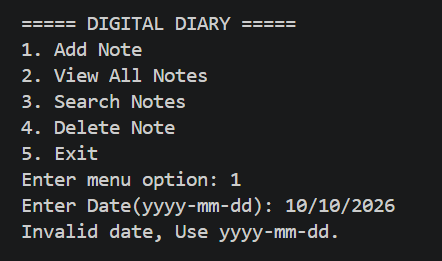 ===== DIGITAL DIARY =====
1. Add Note
2. View All Notes
3. Search Notes
4. Delete Note
5. Exit
Enter menu option: 1
Enter Date(yyyy-mm-dd): 10/10/2026
Invalid date, Use yyyy-mm-dd.